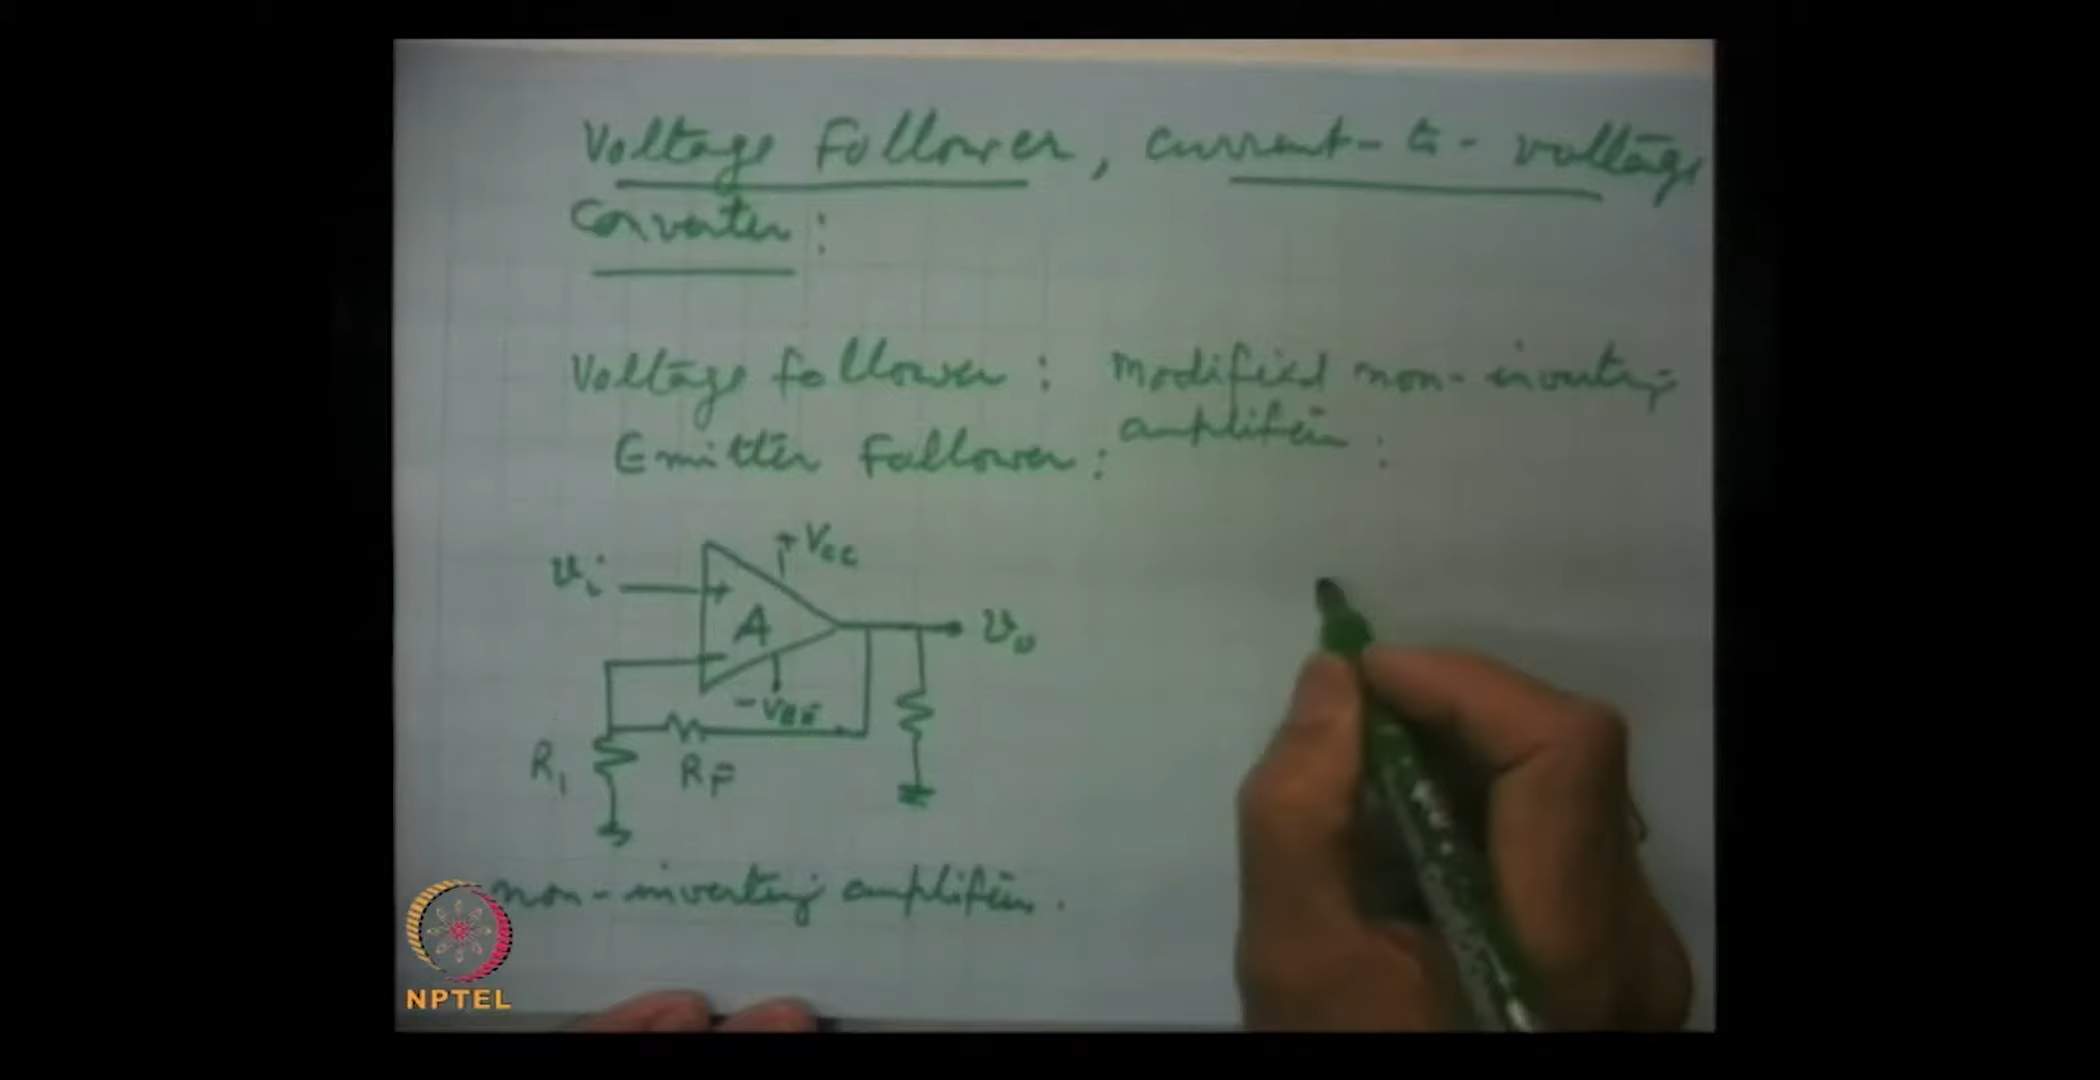 Voltage Follower, current-to-voltage
Converter:
Voltage follower: Modified non-inverting
amplifier:
Emitter Follower:
+VCC
vi
+
A
vo
-VEE
R1
RF
non-inverting amplifier.
NPTEL